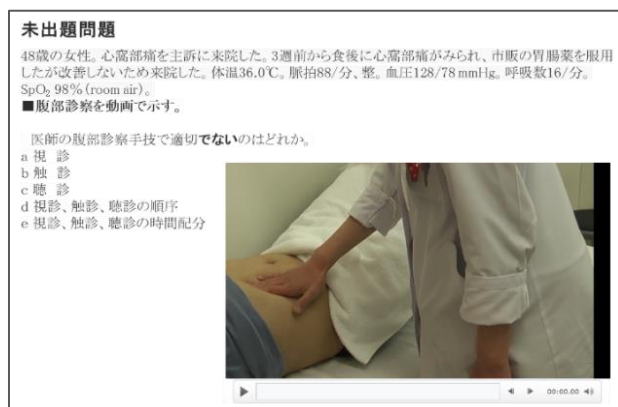 未出題問題
48歳の女性。心窩部痛を主訴に来院した。3週前から食後に心窩部痛がみられ、市販の胃腸薬を服用
したが改善しないため来院した。体温36.0℃。脈拍88/分、整。血圧128/78 mmHg。呼吸数16/分。
SpO₂ 98%(room air)。
■腹部診察を動画で示す。
医師の腹部診察手技で適切でないのはどれか。
a 視 診
b 触 診
c 聴 診
d 視診、触診、聴診の順序
e 視診、触診、聴診の時間配分
00:00.00